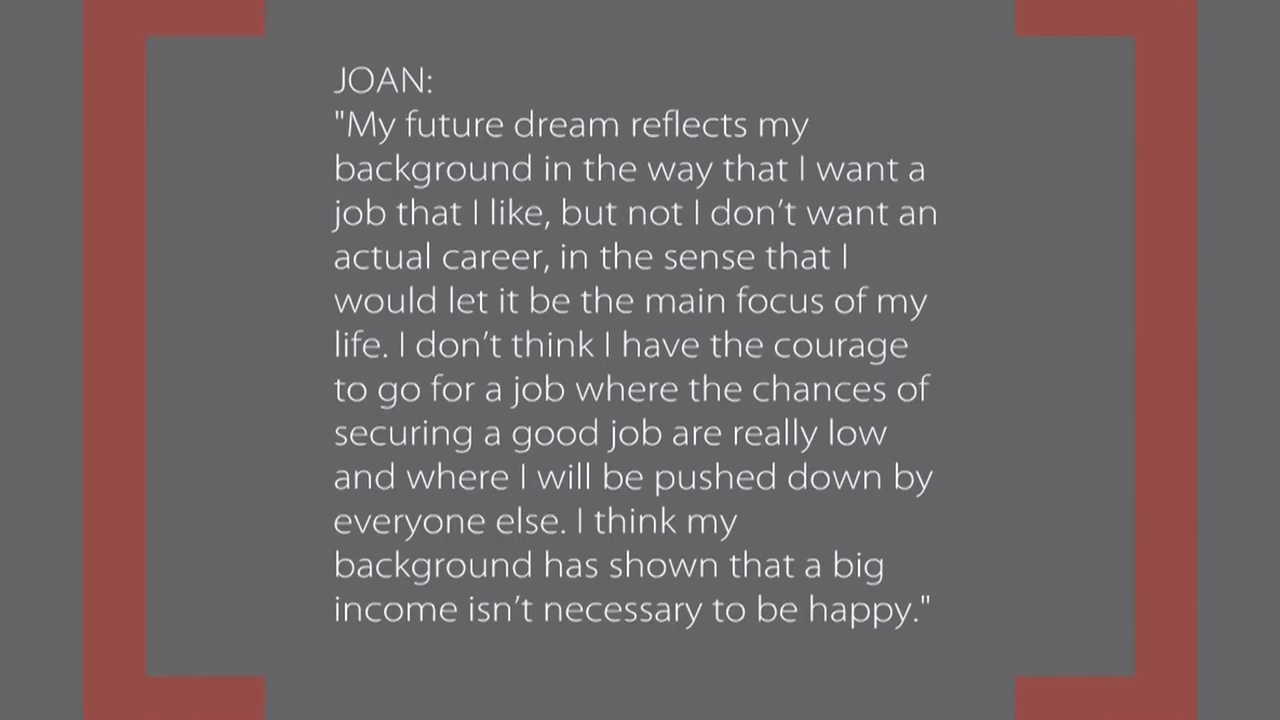 JOAN:
"My future dream reflects my
background in the way that I want a
job that I like, but not I don’t want an
actual career, in the sense that I
would let it be the main focus of my
life. I don’t think I have the courage
to go for a job where the chances of
securing a good job are really low
and where I will be pushed down by
everyone else. I think my
background has shown that a big
income isn’t necessary to be happy."